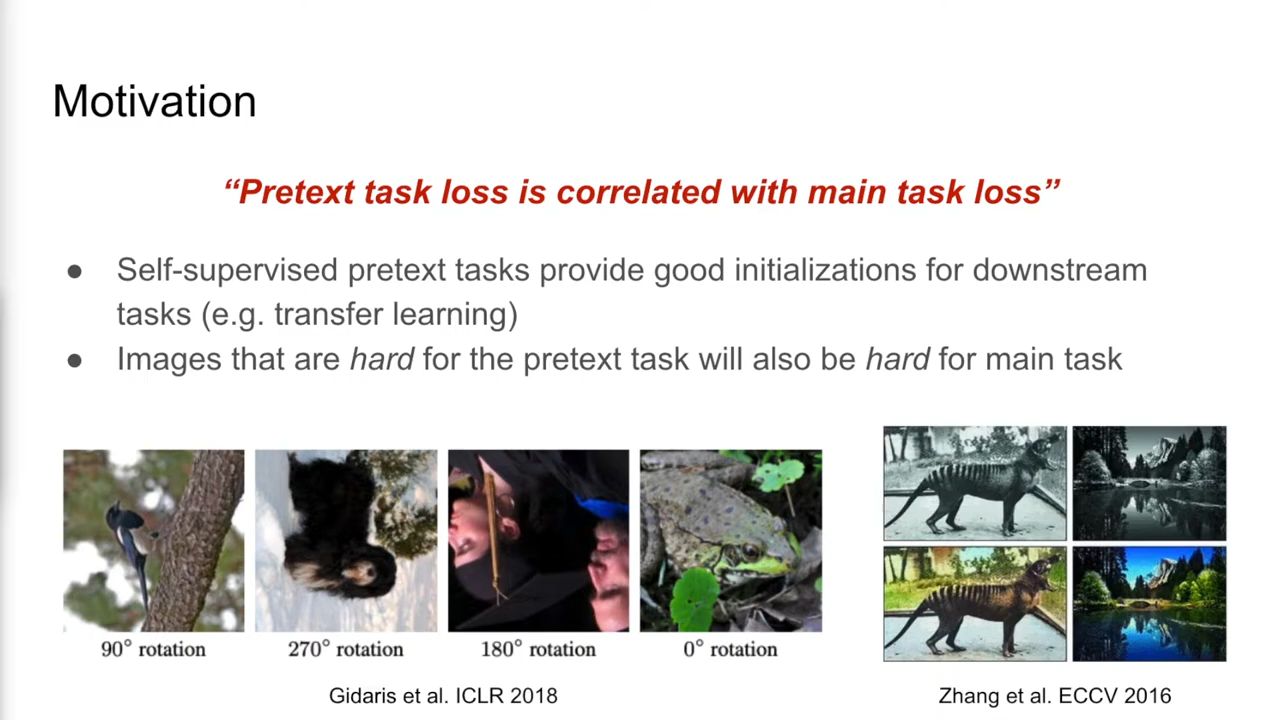 Motivation
“Pretext task loss is correlated with main task loss”
● Self-supervised pretext tasks provide good initializations for downstream
tasks (e.g. transfer learning)
● Images that are hard for the pretext task will also be hard for main task
90° rotation
270° rotation
180° rotation
0° rotation
Gidaris et al. ICLR 2018
Zhang et al. ECCV 2016